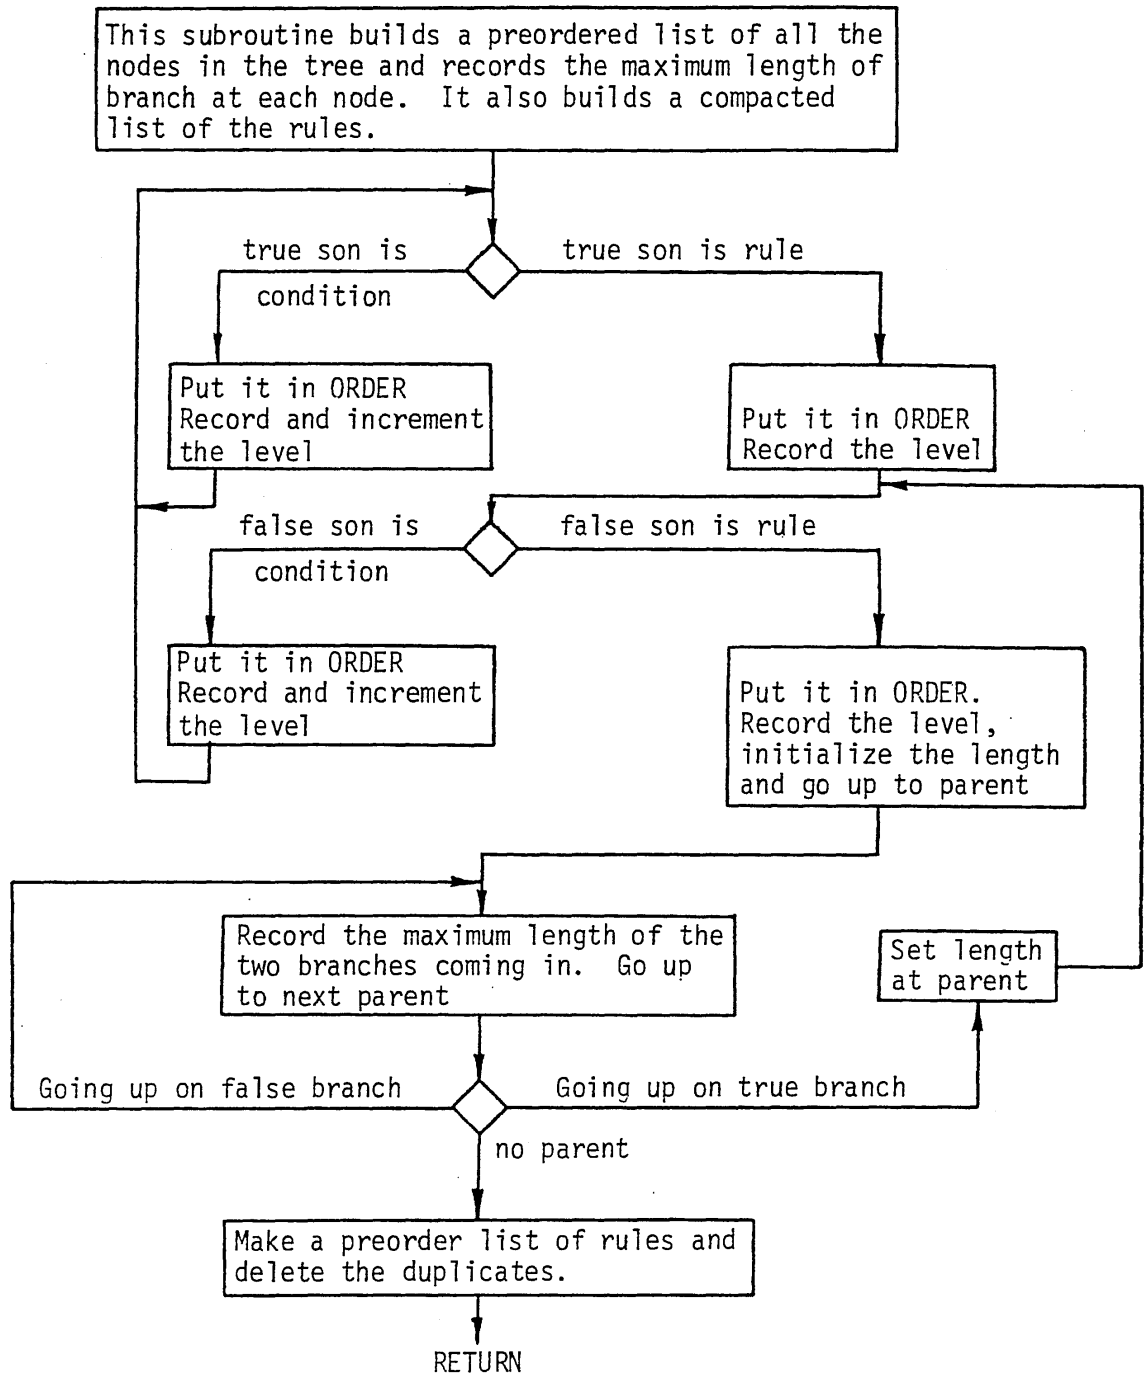 This subroutine builds a preordered list of all the
nodes in the tree and records the maximum length of
branch at each node.  It also builds a compacted
list of the rules.
true son is
condition
true son is rule
Put it in ORDER
Record and increment
the level
Put it in ORDER
Record the level
false son is
condition
false son is rule
Put it in ORDER
Record and increment
the level
Put it in ORDER.
Record the level,
initialize the length
and go up to parent
Record the maximum length of the
two branches coming in.  Go up
to next parent
Set length
at parent
Going up on false branch
Going up on true branch
no parent
Make a preorder list of rules and
delete the duplicates.
RETURN